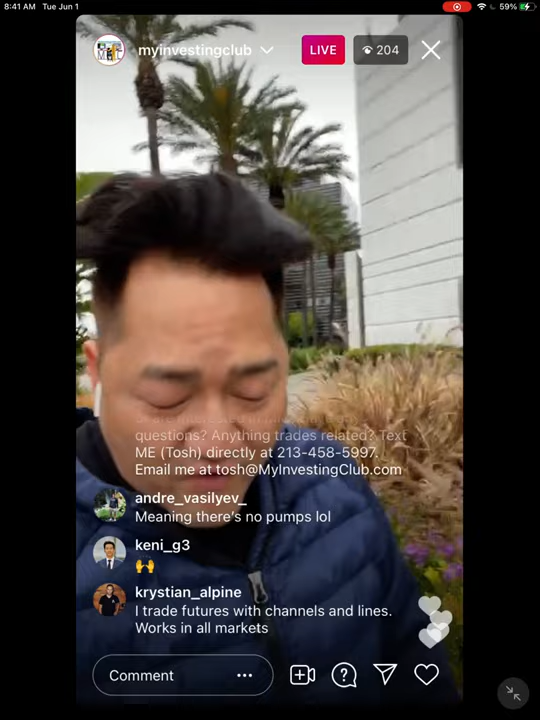 8:41 AM Tue Jun 1
59%
myinvestingclub
LIVE
204
questions? Anything trades related? Text
ME (Tosh) directly at 213-458-5997.
Email me at tosh@MyInvestingClub.com
andre_vasilyev_
Meaning there's no pumps lol
keni_g3
krystian_alpine
I trade futures with channels and lines.
Works in all markets
Comment